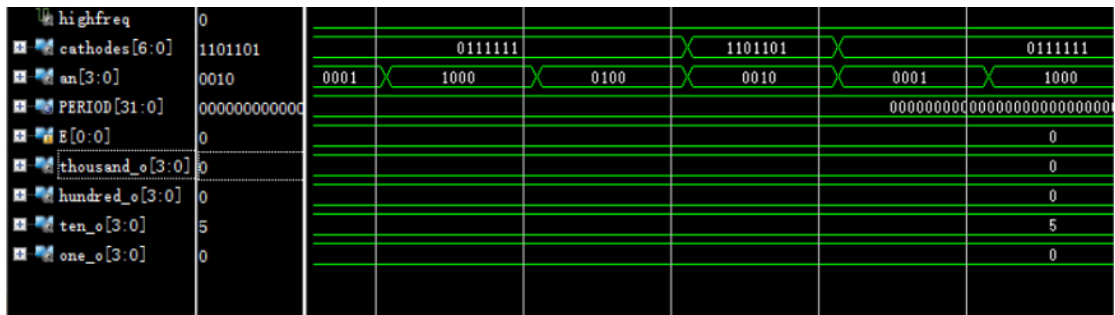 highfreq 0
cathodes[6:0] 1101101 0111111 1101101 0111111
an[3:0] 0010 0001 1000 0100 0010 0001 1000
PERIOD[31:0] 000000000000
E[0:0] 0 0
thousand_o[3:0] 0 0
hundred_o[3:0] 0 0
ten_o[3:0] 5 5
one_o[3:0] 0 0